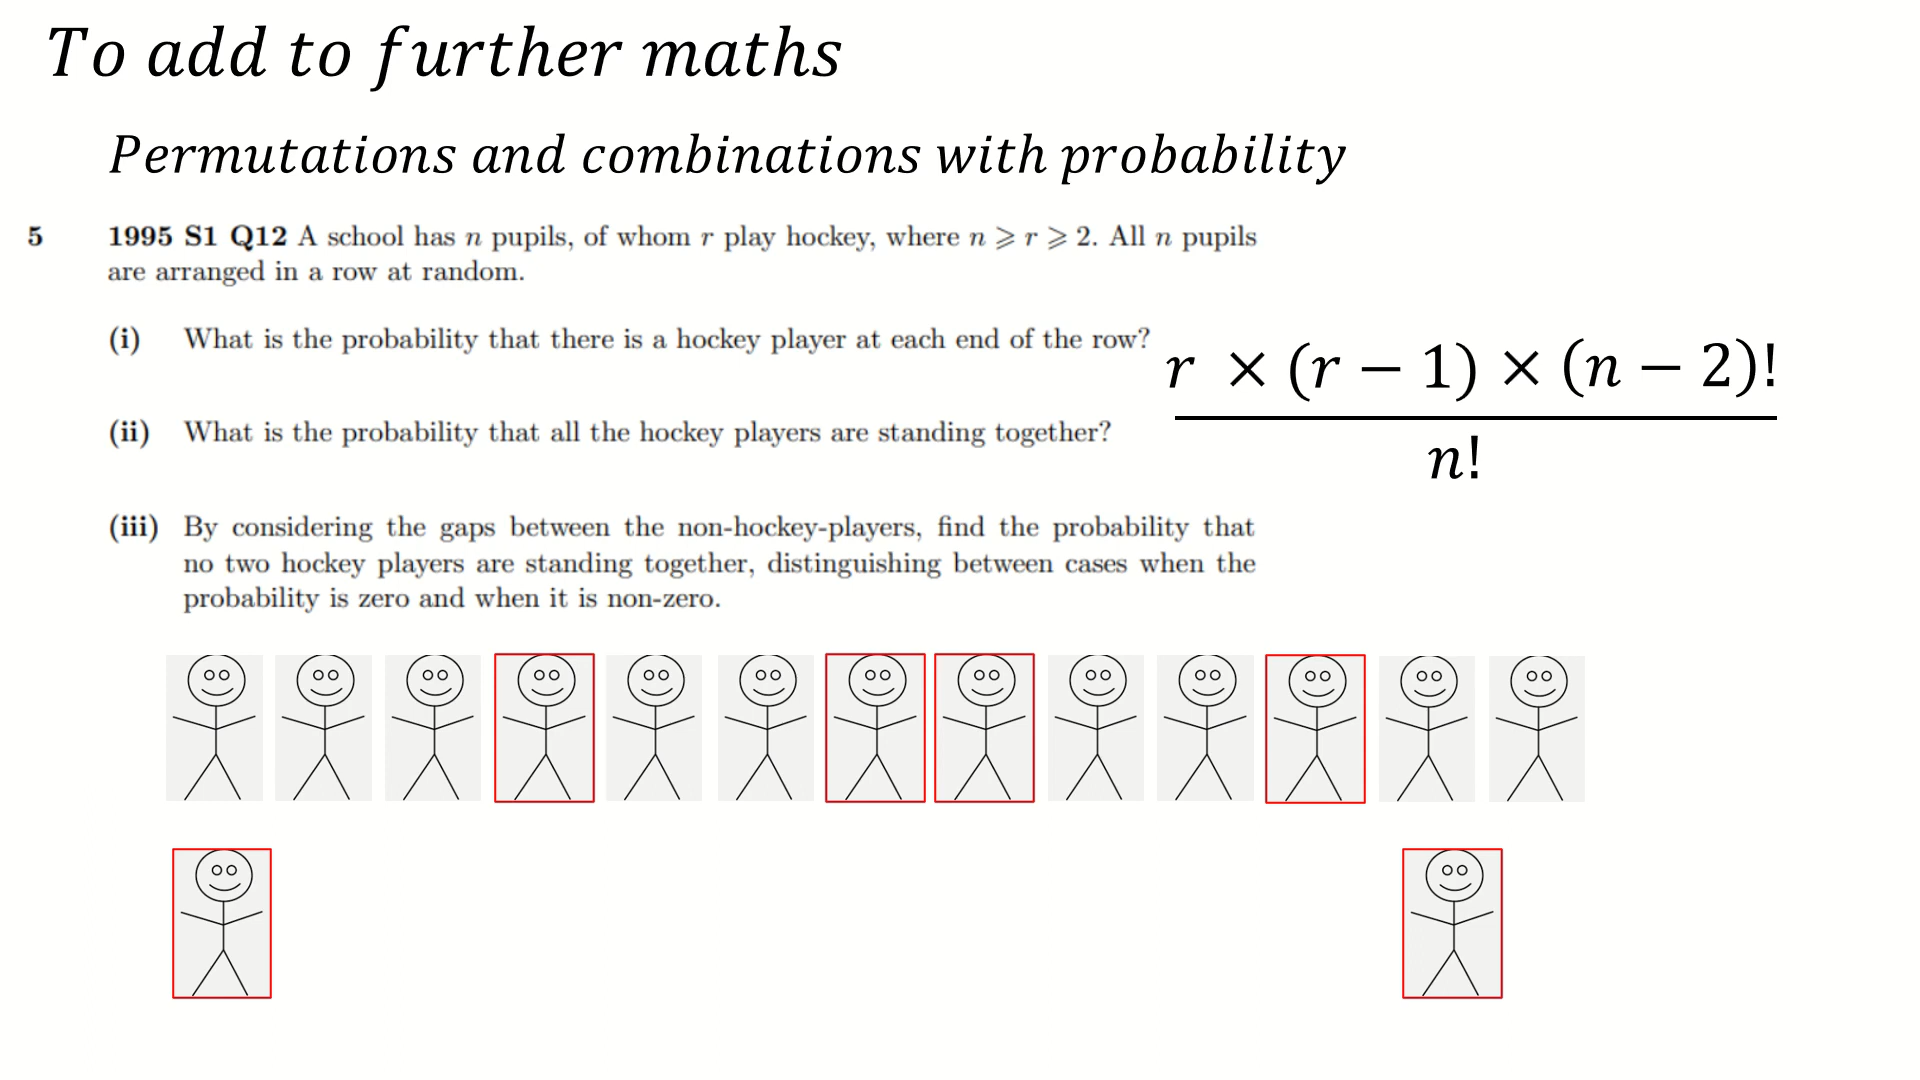 To add to further maths
Permutations and combinations with probability
5 1995 S1 Q12 A school has n pupils, of whom r play hockey, where n ⩾ r ⩾ 2. All n pupils
are arranged in a row at random.
(i) What is the probability that there is a hockey player at each end of the row?
r × (r − 1) × (n − 2)!
n!
(ii) What is the probability that all the hockey players are standing together?
(iii) By considering the gaps between the non-hockey-players, find the probability that
no two hockey players are standing together, distinguishing between cases when the
probability is zero and when it is non-zero.